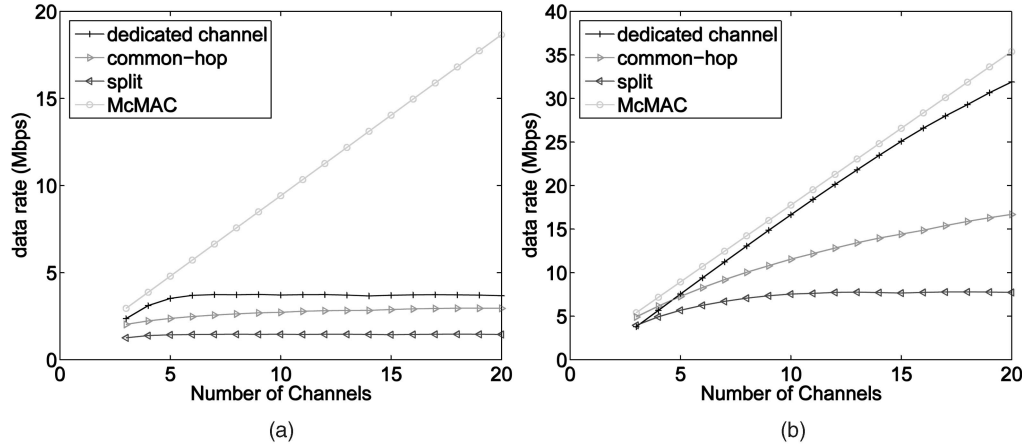 20
15
10
5
0
data rate (Mbps)
dedicated channel
common-hop
split
McMAC
0
5
10
15
20
Number of Channels
(a)
40
35
30
25
20
15
10
5
0
data rate (Mbps)
dedicated channel
common-hop
split
McMAC
0
5
10
15
20
Number of Channels
(b)